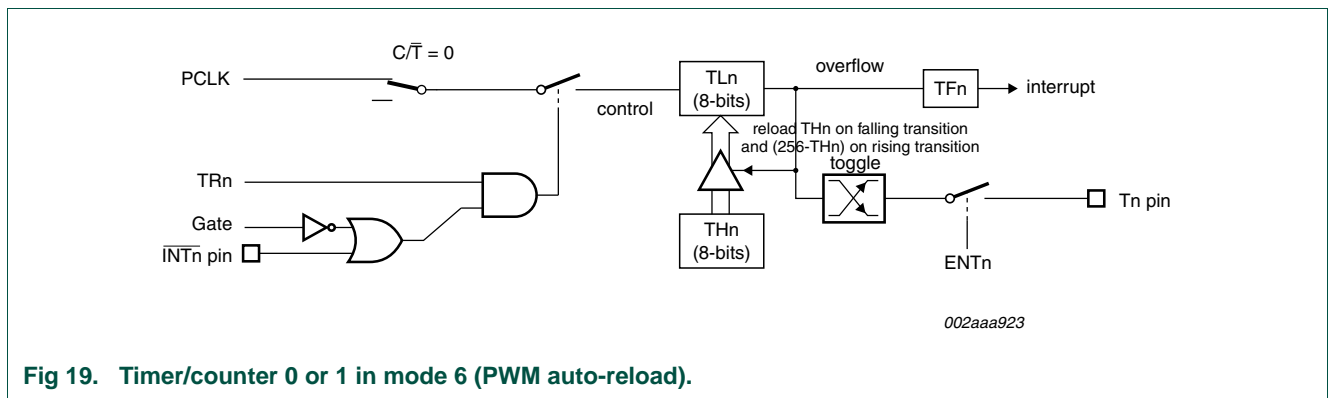 C/T̅ = 0
PCLK
overflow
TLn
(8-bits)
TFn
interrupt
control
reload THn on falling transition
and (256-THn) on rising transition
toggle
TRn
Tn pin
Gate
THn
(8-bits)
I̅N̅T̅n̅ pin
ENTn
002aaa923
Fig 19. Timer/counter 0 or 1 in mode 6 (PWM auto-reload).